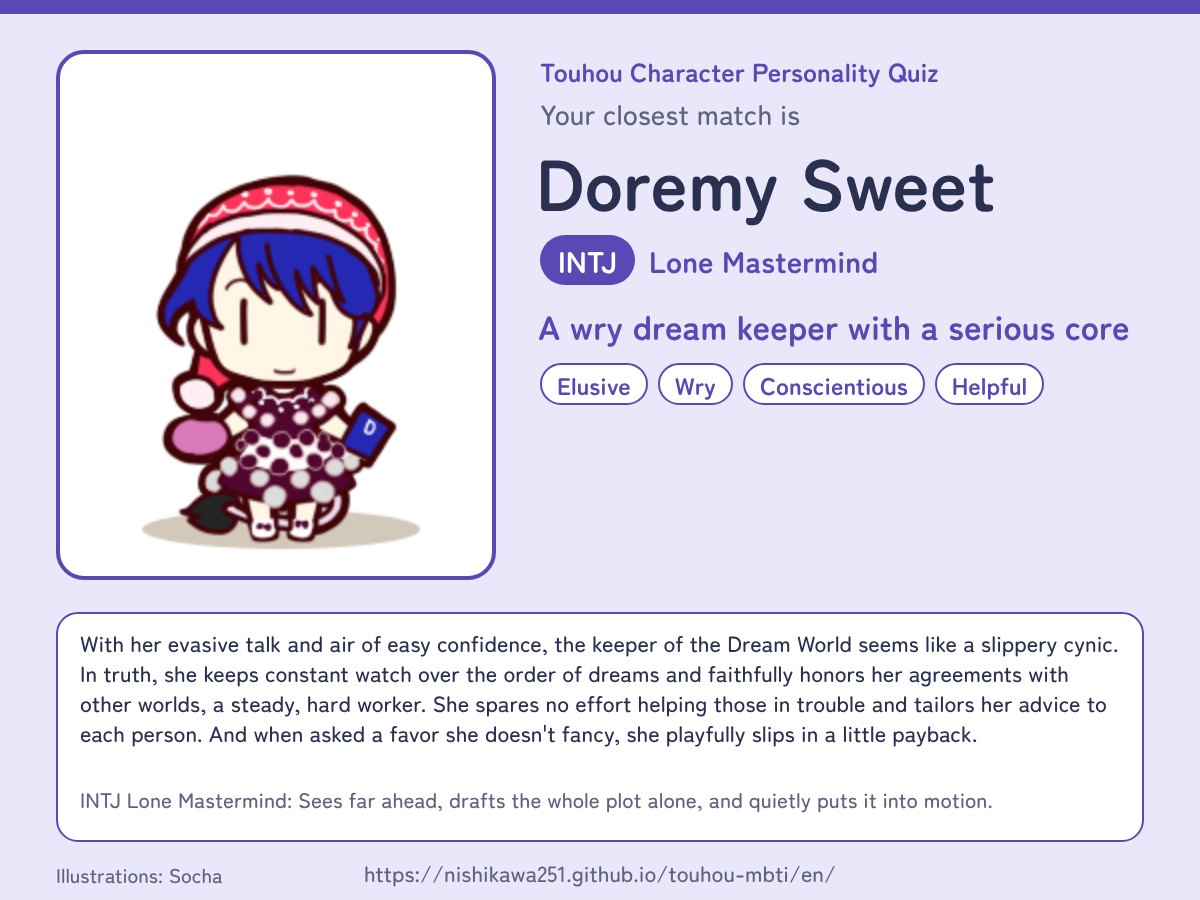 Touhou Character Personality Quiz
Your closest match is
Doremy Sweet
INTJ Lone Mastermind
A wry dream keeper with a serious core
Elusive Wry Conscientious Helpful
D
With her evasive talk and air of easy confidence, the keeper of the Dream World seems like a slippery cynic.
In truth, she keeps constant watch over the order of dreams and faithfully honors her agreements with
other worlds, a steady, hard worker. She spares no effort helping those in trouble and tailors her advice to
each person. And when asked a favor she doesn't fancy, she playfully slips in a little payback.
INTJ Lone Mastermind: Sees far ahead, drafts the whole plot alone, and quietly puts it into motion.
Illustrations: Socha https://nishikawa251.github.io/touhou-mbti/en/